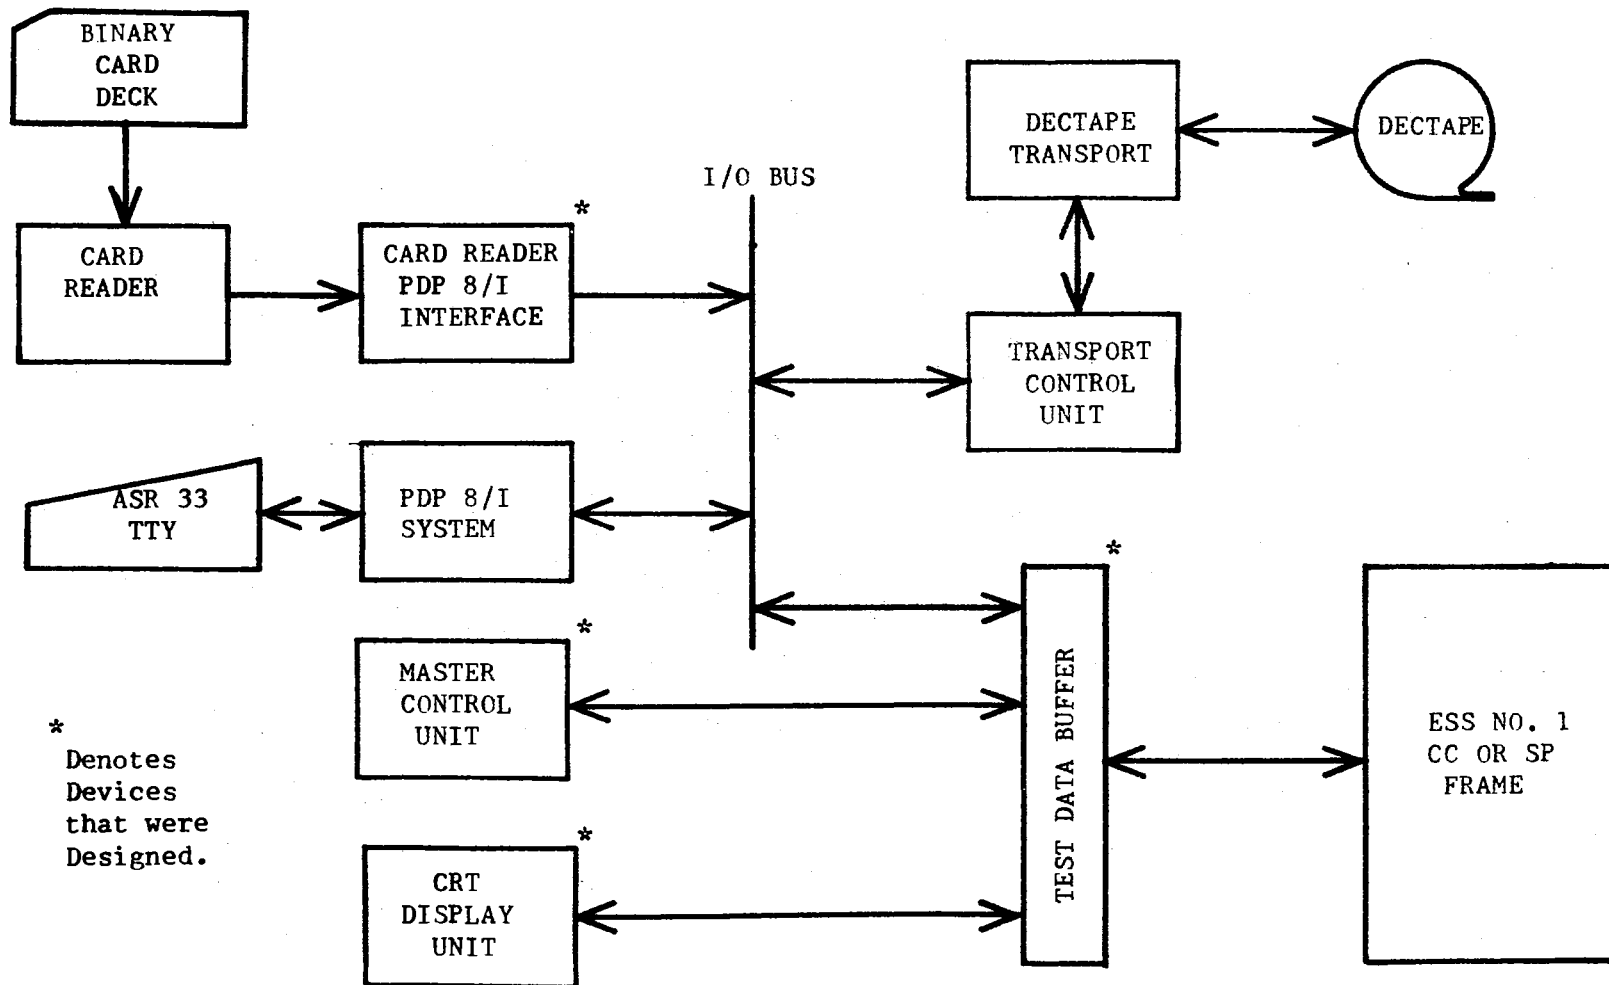 BINARY
CARD
DECK
CARD
READER
*
CARD READER
PDP 8/I
INTERFACE
I/O BUS
DECTAPE
TRANSPORT
DECTAPE
TRANSPORT
CONTROL
UNIT
ASR 33
TTY
PDP 8/I
SYSTEM
*
MASTER
CONTROL
UNIT
*
CRT
DISPLAY
UNIT
*
TEST DATA BUFFER
ESS NO. 1
CC OR SP
FRAME
*
Denotes
Devices
that were
Designed.